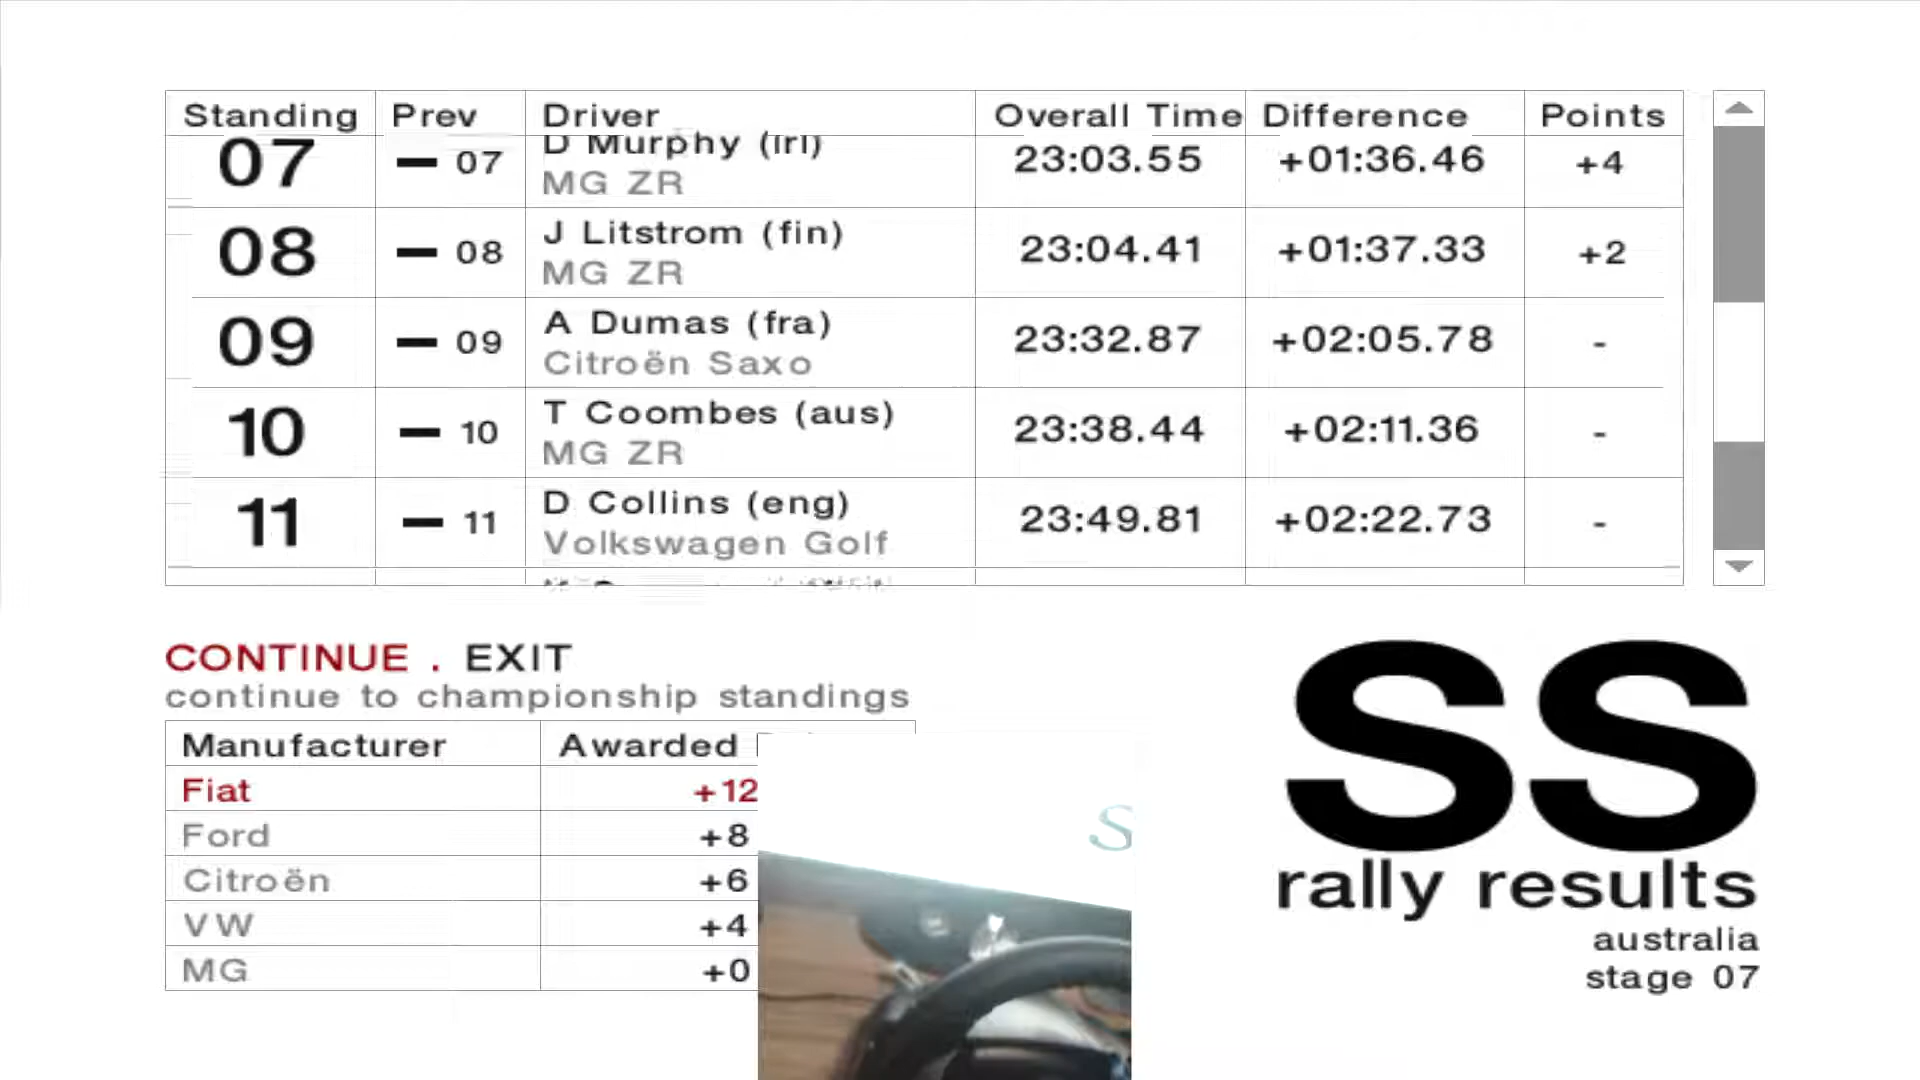 Standing Prev Driver Overall Time Difference Points
07 07 D Murphy (irl) 23:03.55 +01:36.46 +4
MG ZR
08 08 J Litstrom (fin) 23:04.41 +01:37.33 +2
MG ZR
09 09 A Dumas (fra) 23:32.87 +02:05.78 -
Citroën Saxo
10 10 T Coombes (aus) 23:38.44 +02:11.36 -
MG ZR
11 11 D Collins (eng) 23:49.81 +02:22.73 -
Volkswagen Golf
CONTINUE . EXIT
continue to championship standings
Manufacturer Awarded
Fiat +12
Ford +8
Citroën +6
VW +4
MG +0
S
SS
rally results
australia
stage 07